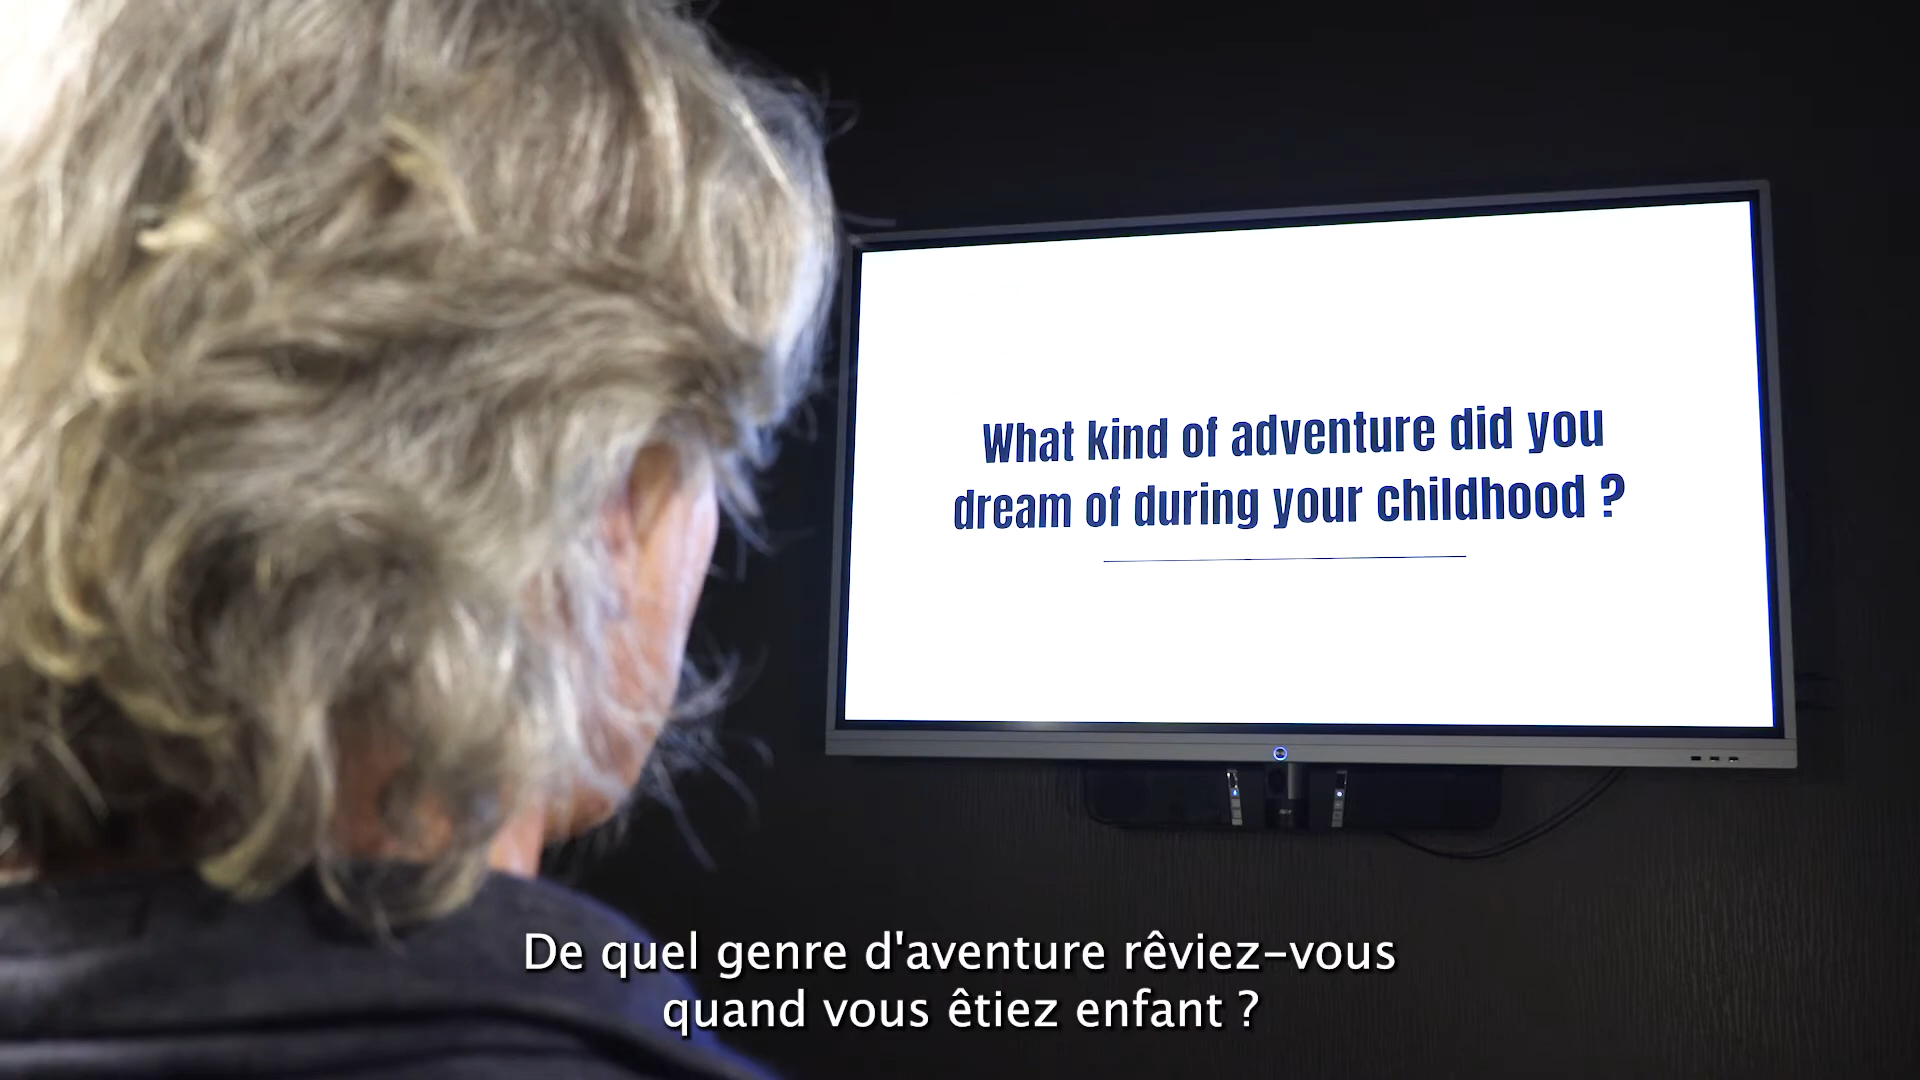 What kind of adventure did you
dream of during your childhood ?
De quel genre d'aventure rêviez-vous
quand vous êtiez enfant ?